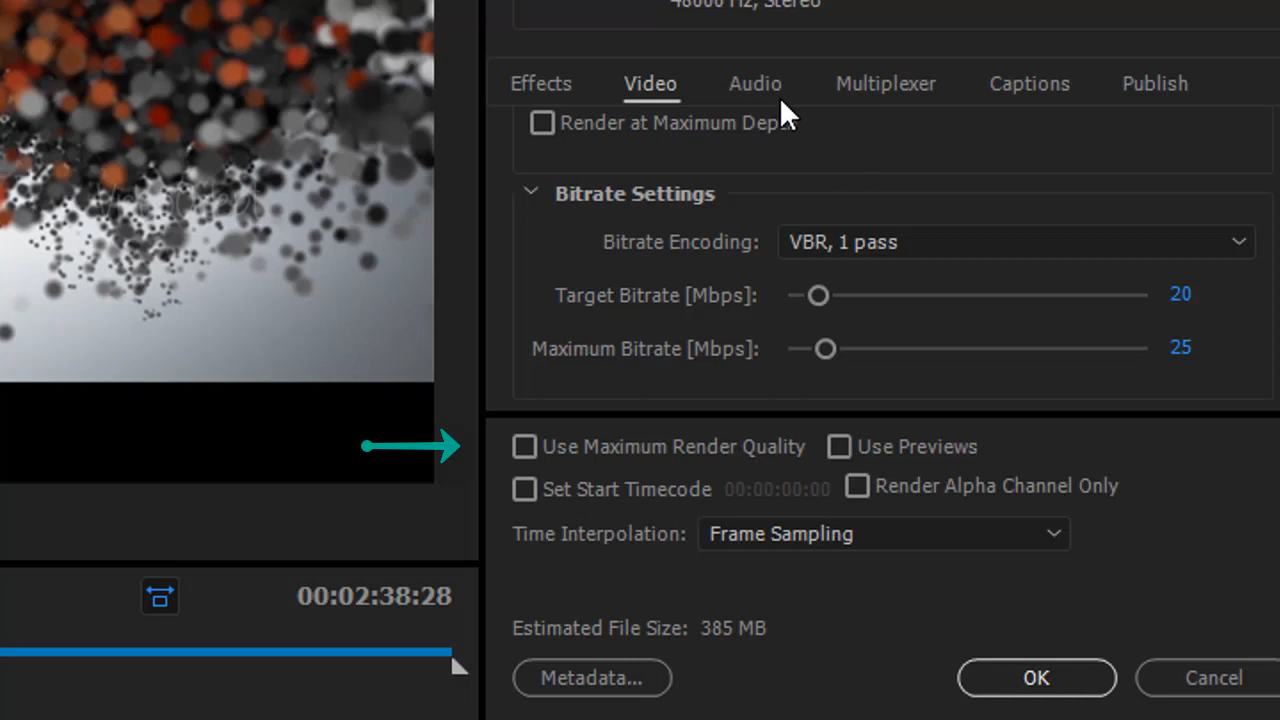 48000 Hz, Stereo
Effects Video Audio Multiplexer Captions Publish
Render at Maximum Depth
Bitrate Settings
Bitrate Encoding: VBR, 1 pass
Target Bitrate [Mbps]: 20
Maximum Bitrate [Mbps]: 25
Use Maximum Render Quality Use Previews
Set Start Timecode 00:00:00:00 Render Alpha Channel Only
Time Interpolation: Frame Sampling
00:02:38:28
Estimated File Size: 385 MB
Metadata... OK Cancel